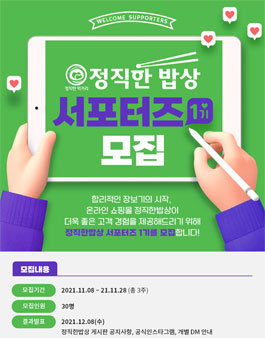 WELCOME SUPPORTERS
정직한 먹거리
정직한 밥상
서포터즈 1기
모집
합리적인 장보기의 시작,
온라인 쇼핑몰 정직한밥상이
더욱 좋은 고객 경험을 제공해드리기 위해
정직한밥상 서포터즈 1기를 모집합니다!
모집내용
모집기간 2021.11.08 ~ 21.11.28 (총 3주)
모집인원 30명
결과발표 2021.12.08(수)
정직한밥상 게시판 공지사항, 공식인스타그램, 개별 DM 안내